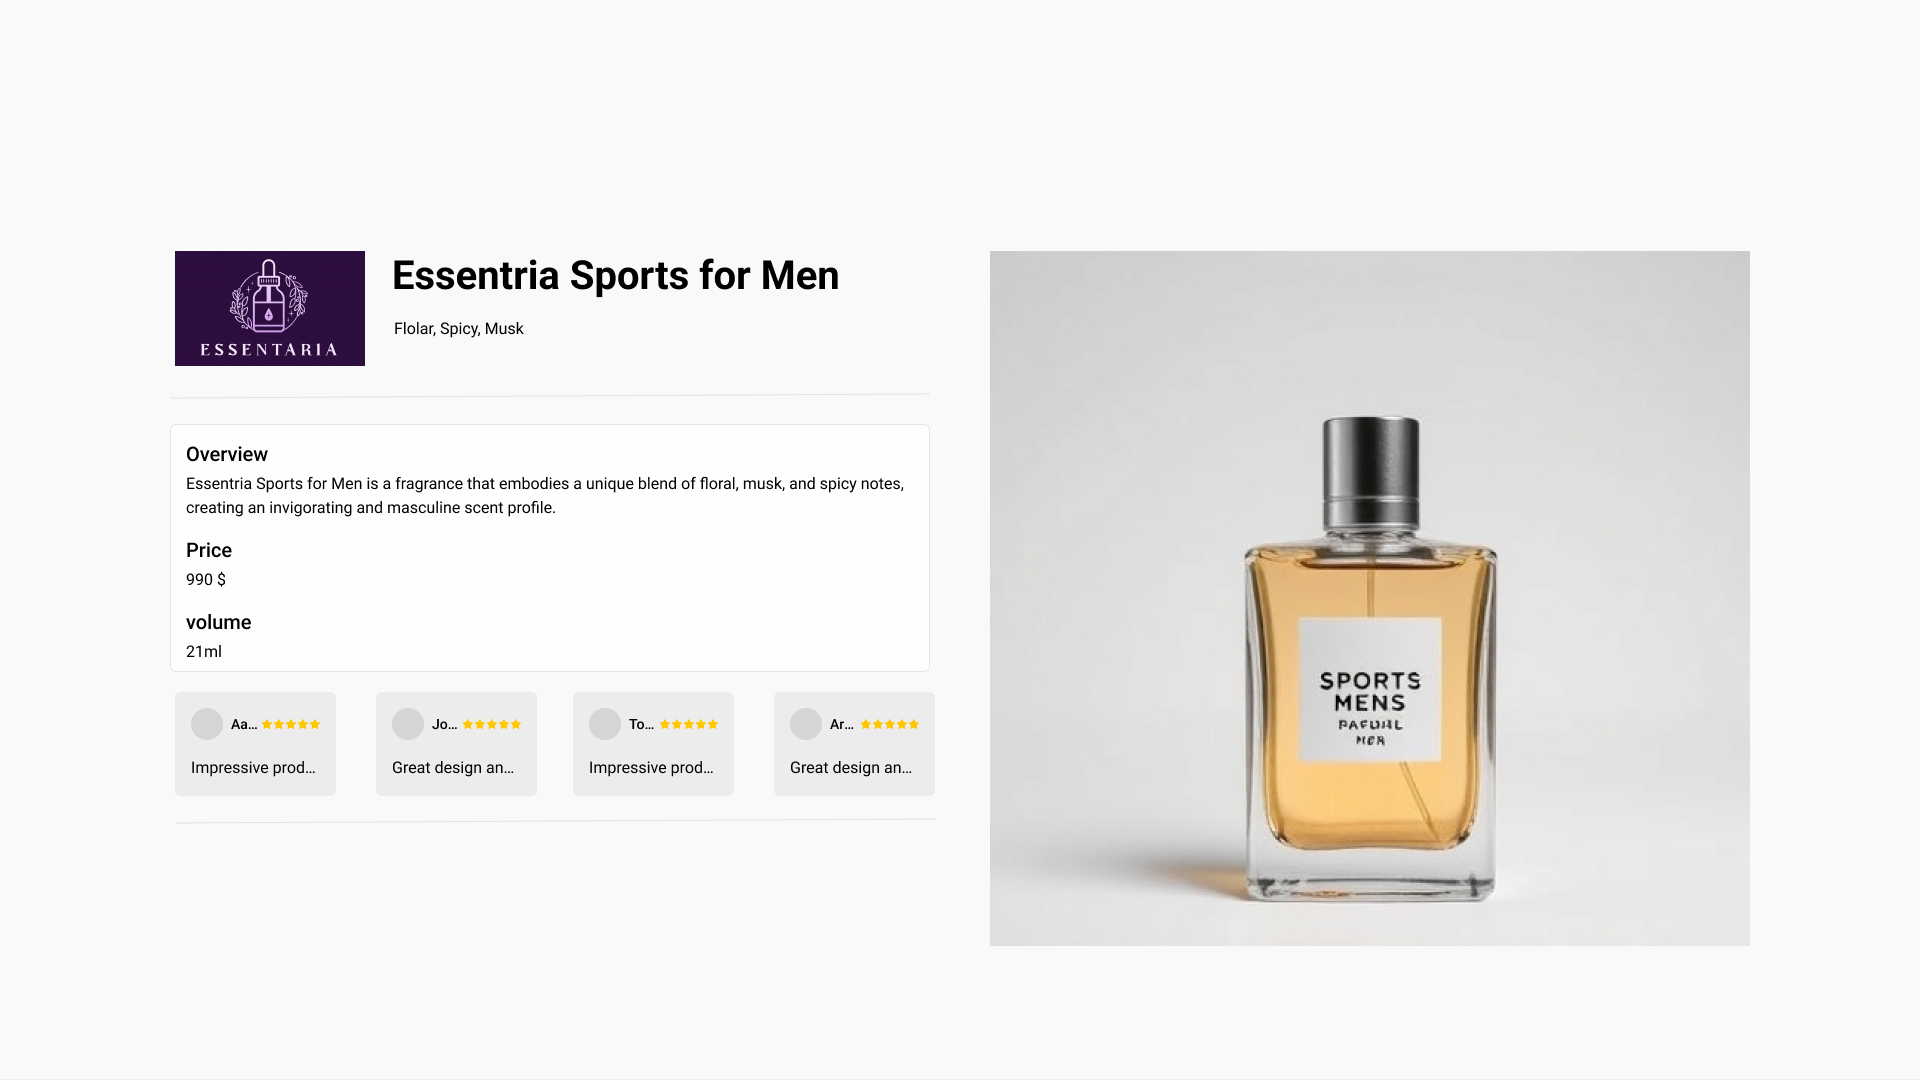 ESSENTARIA
Essentria Sports for Men
Flolar, Spicy, Musk
Overview
Essentria Sports for Men is a fragrance that embodies a unique blend of floral, musk, and spicy notes,
creating an invigorating and masculine scent profile.
Price
990 $
volume
21ml
Aa...
Impressive prod...
Jo...
Great design an...
To...
Impressive prod...
Ar...
Great design an...
SPORTS
MENS